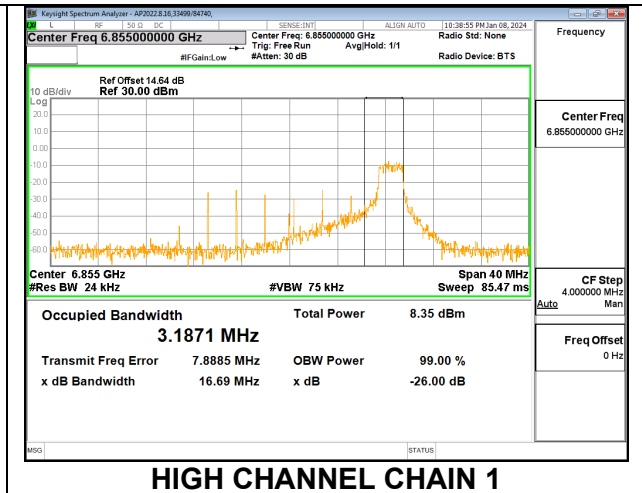 Keysight Spectrum Analyzer - AP2022.8.16,33499/84740,
L RF 50 Ω DC SENSE:INT ALIGN AUTO 10:38:55 PM Jan 08, 2024
Center Freq 6.855000000 GHz Center Freq: 6.855000000 GHz Radio Std: None Frequency
Trig: Free Run Avg|Hold: 1/1
#IFGain:Low #Atten: 30 dB Radio Device: BTS
Ref Offset 14.64 dB
10 dB/div Ref 30.00 dBm
Log
20.0
10.0
0.00
-10.0
-20.0
-30.0
-40.0
-50.0
-60.0
Center 6.855 GHz Span 40 MHz
#Res BW 24 kHz #VBW 75 kHz Sweep 85.47 ms
Occupied Bandwidth Total Power 8.35 dBm
3.1871 MHz
Transmit Freq Error 7.8885 MHz OBW Power 99.00 %
x dB Bandwidth 16.69 MHz x dB -26.00 dB
Center Freq
6.855000000 GHz
CF Step
4.000000 MHz
Auto Man
Freq Offset
0 Hz
MSG STATUS
HIGH CHANNEL CHAIN 1